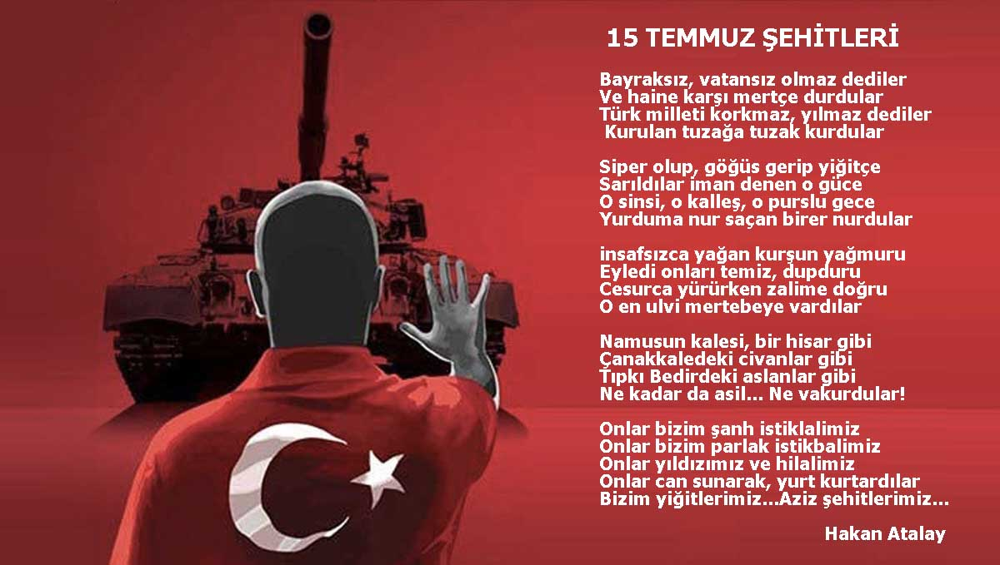 15 TEMMUZ ŞEHİTLERİ
Bayraksız, vatansız olmaz dediler
Ve haine karşı mertçe durdular
Türk milleti korkmaz, yılmaz dediler
Kurulan tuzağa tuzak kurdular
Siper olup, göğüs gerip yiğitçe
Sarıldılar iman denen o güce
O sinsi, o kalleş, o purslu gece
Yurduma nur saçan birer nurdular
insafsızca yağan kurşun yağmuru
Eyledi onları temiz, dupduru
Cesurca yürürken zalime doğru
O en ulvi mertebeye vardılar
Namusun kalesi, bir hisar gibi
Çanakkaledeki civanlar gibi
Tıpkı Bedirdeki aslanlar gibi
Ne kadar da asil... Ne vakurdular!
Onlar bizim şanh istiklalimiz
Onlar bizim parlak istikbalimiz
Onlar yıldızımız ve hilalimiz
Onlar can sunarak, yurt kurtardılar
Bizim yiğitlerimiz...Aziz şehitlerimiz...
Hakan Atalay